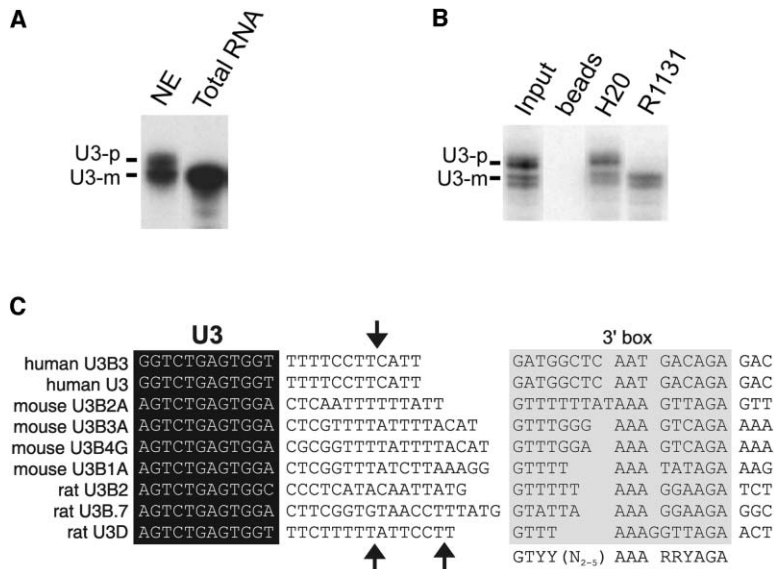 A
NE Total RNA
U3-p
U3-m
B
Input beads H20 R1131
U3-p
U3-m
C
U3 3' box
human U3B3 GGTCTGAGTGGT TTTTCCTTCATT GATGGCTC AAT GACAGA GAC
human U3 GGTCTGAGTGGT TTTTCCTTCATT GATGGCTC AAT GACAGA GAC
mouse U3B2A AGTCTGAGTGGA CTCAATTTTTTATT GTTTTTTATAAA GTTAGA GTT
mouse U3B3A AGTCTGAGTGGA CTCGTTTTATTTTACAT GTTTGGG AAA GTCAGA AAA
mouse U3B4G AGTCTGAGTGGA CGCGGTTTTATTTTACAT GTTTGGA AAA GTCAGA AAA
mouse U3B1A AGTCTGAGTGGA CTCGGTTTATCTTAAAGG GTTTT AAA TATAGA AAG
rat U3B2 AGTCTGAGTGGC CCCTCATACAATTATG GTTTTT AAA GGAAGA TCT
rat U3B.7 AGTCTGAGTGGA CTTCGGTGTAACCTTTATG GTATTA AAA GGAAGA GGC
rat U3D AGTCTGAGTGGT TTCTTTTTATTCCTT GTTT AAAGGTTAGA ACT
GTYY (N₂₋₅) AAA RRYAGA